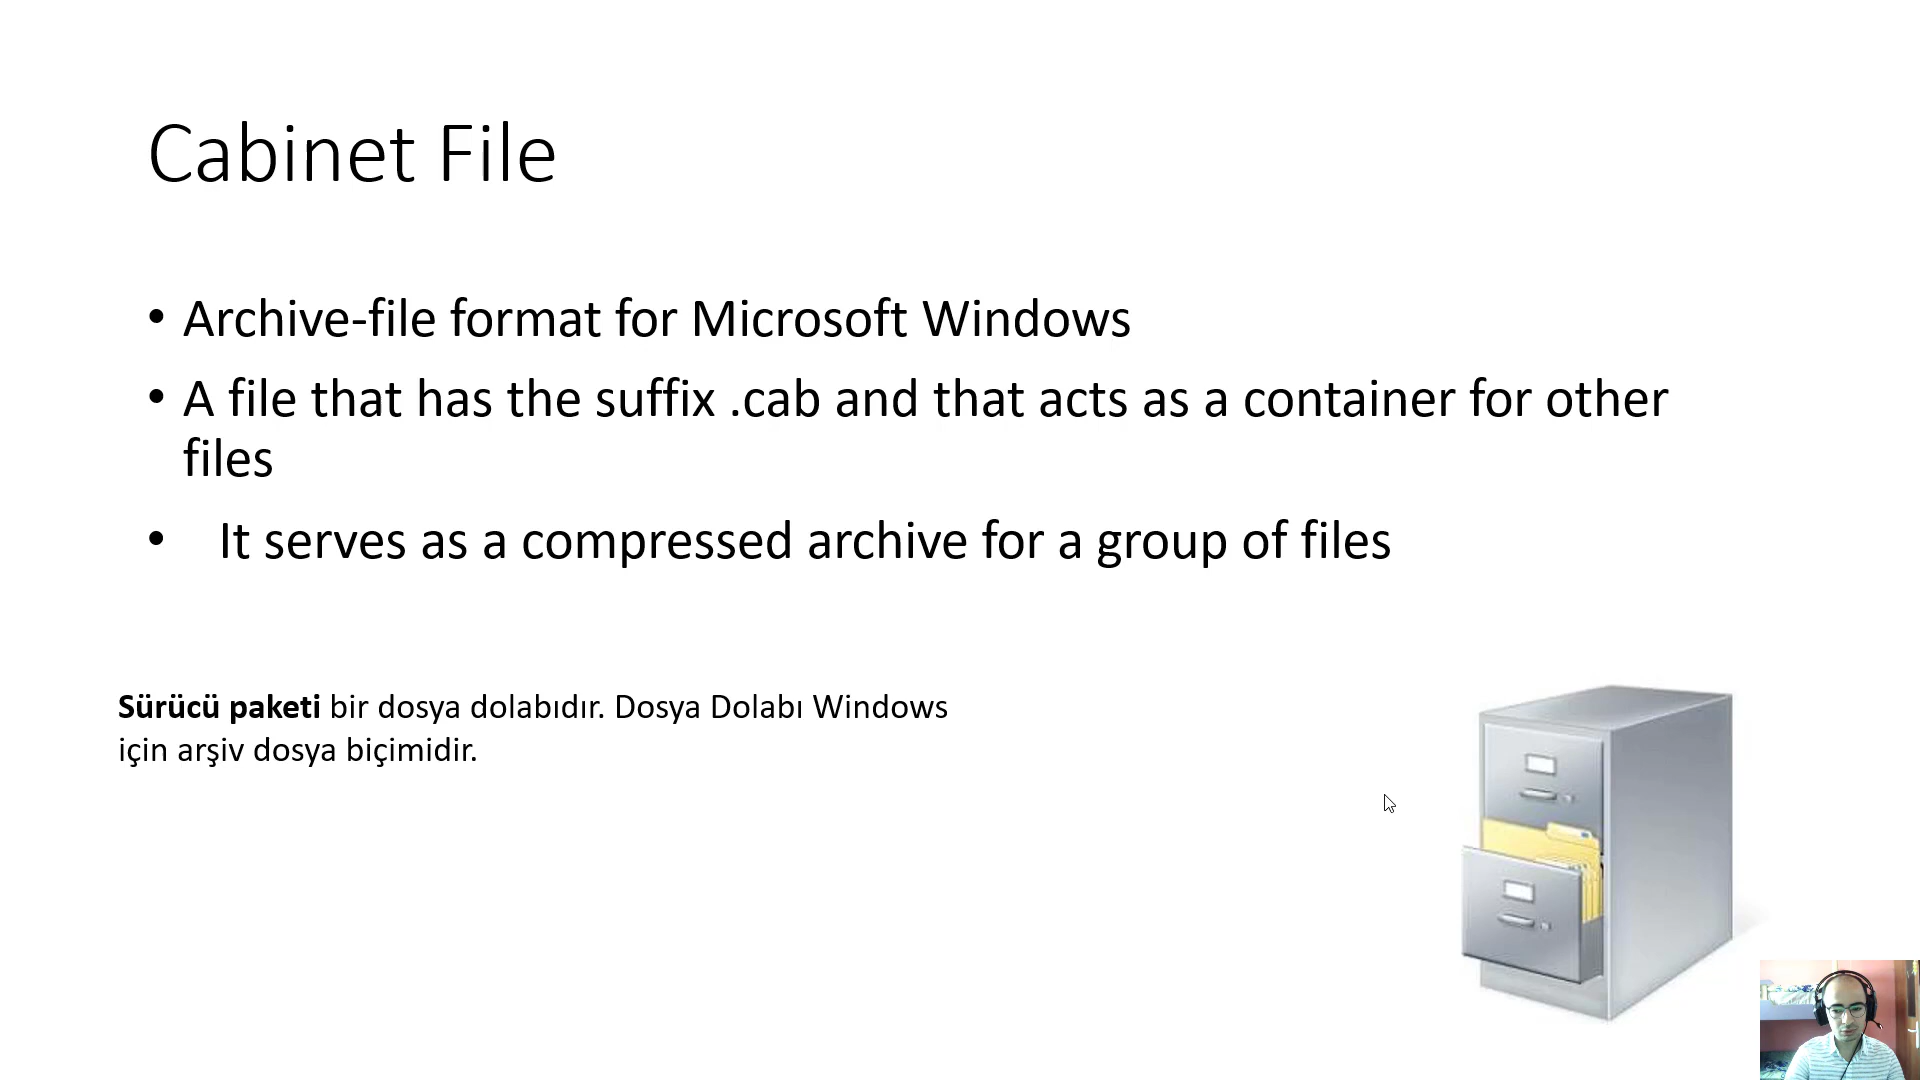 Cabinet File
• Archive-file format for Microsoft Windows
• A file that has the suffix .cab and that acts as a container for other
files
• It serves as a compressed archive for a group of files
Sürücü paketi bir dosya dolabıdır. Dosya Dolabı Windows
için arşiv dosya biçimidir.